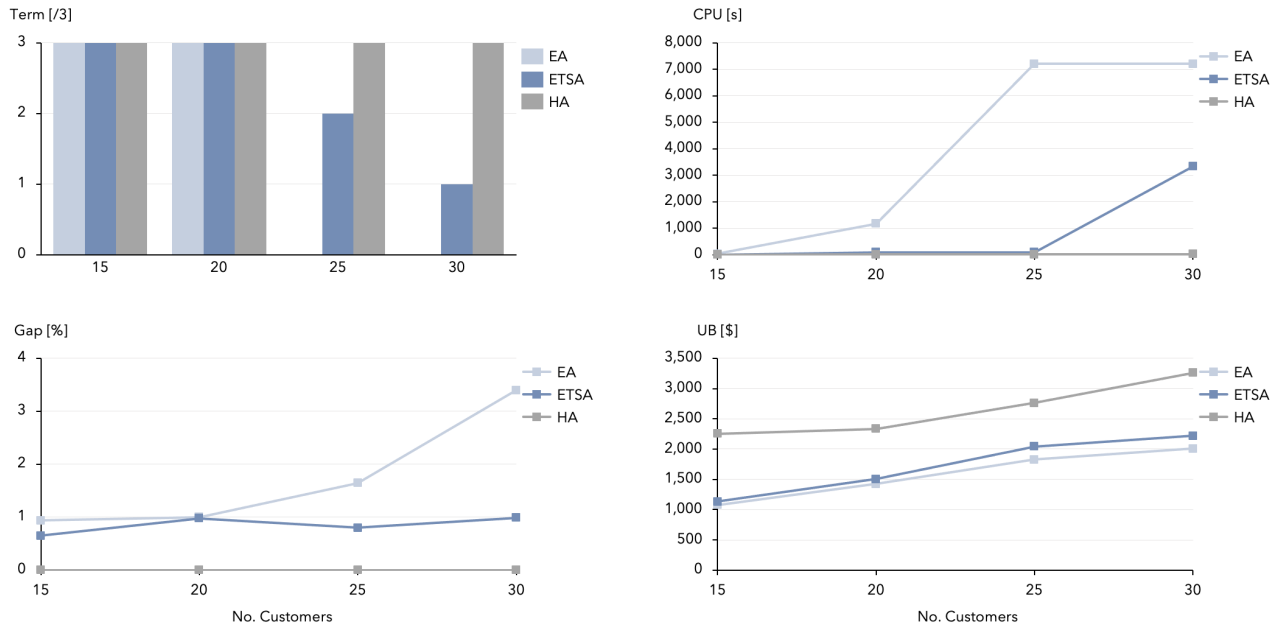 Term [/3]
3
2
1
0
15
20
25
30
EA
ETSA
HA
CPU [s]
8,000
7,000
6,000
5,000
4,000
3,000
2,000
1,000
0
15
20
25
30
EA
ETSA
HA
Gap [%]
4
3
2
1
0
15
20
25
30
No. Customers
EA
ETSA
HA
UB [$]
3,500
3,000
2,500
2,000
1,500
1,000
500
0
15
20
25
30
No. Customers
EA
ETSA
HA